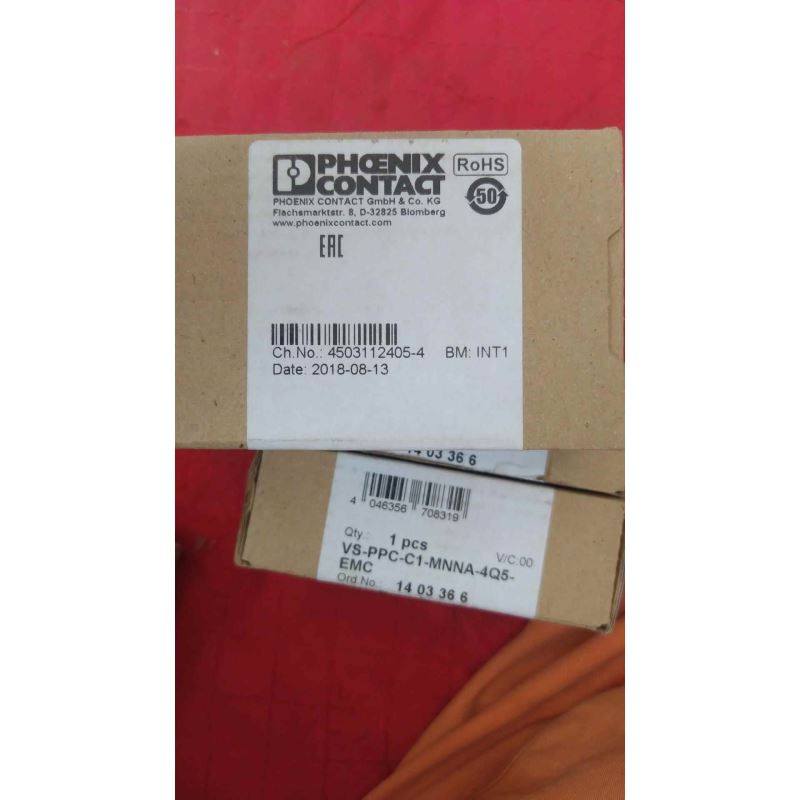 PHŒNIX
CONTACT
RoHS
50
PHOENIX CONTACT GmbH & Co. KG
Flachsmarktstr. 8, D-32825 Blomberg
www.phoenixcontact.com
EAC
Ch.No.: 4503112405-4 BM: INT1
Date: 2018-08-13
14 03 36 6
4 046356 708319
Qty.: 1 pcs
V/C.00
VS-PPC-C1-MNNA-4Q5-
EMC
Ord.No.: 14 03 36 6